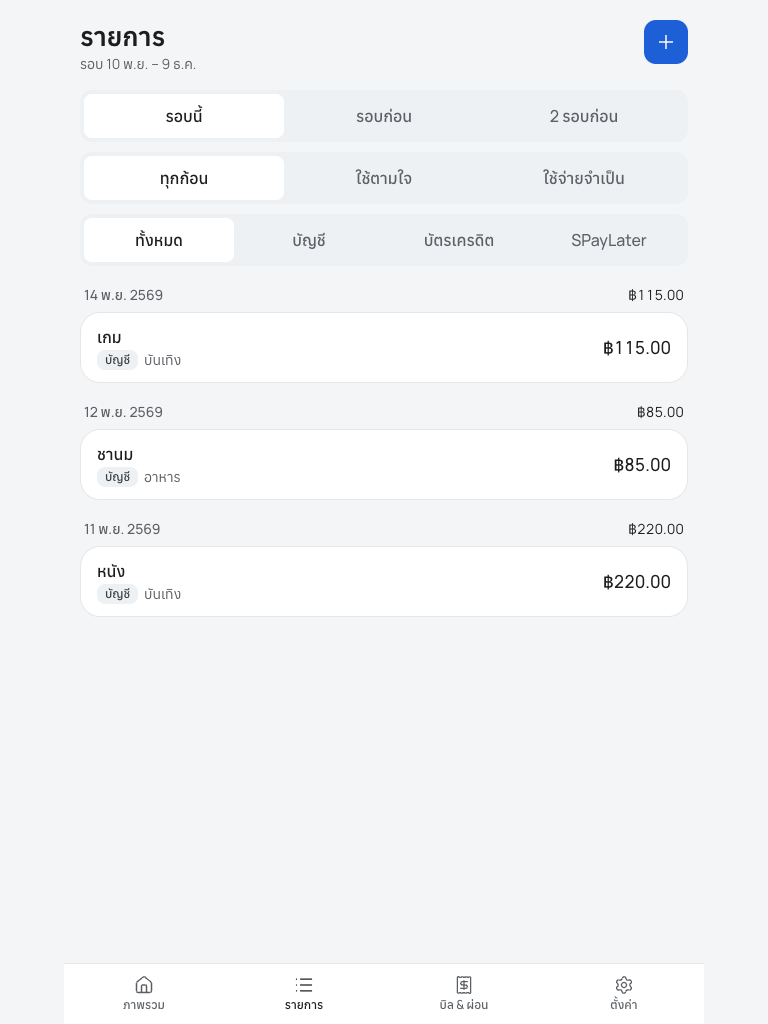 รายการ
รอบ 10 พ.ย. – 9 ธ.ค.
รอบนี้ รอบก่อน 2 รอบก่อน
ทุกก้อน ใช้ตามใจ ใช้จ่ายจำเป็น
ทั้งหมด บัญชี บัตรเครดิต SPayLater
14 พ.ย. 2569 ฿115.00
เกม
บัญชี บันเทิง ฿115.00
12 พ.ย. 2569 ฿85.00
ชานม
บัญชี อาหาร ฿85.00
11 พ.ย. 2569 ฿220.00
หนัง
บัญชี บันเทิง ฿220.00
ภาพรวม รายการ บิล & ผ่อน ตั้งค่า